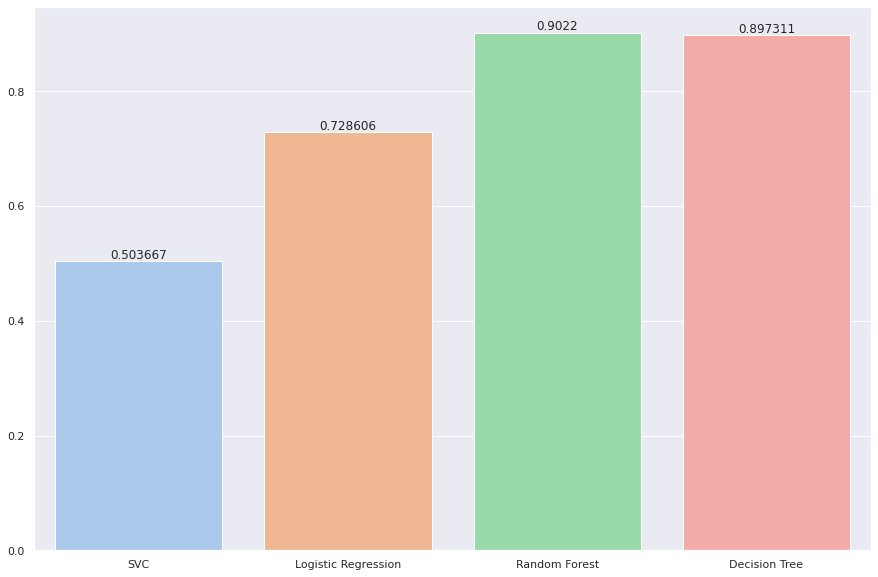 0.9022
0.897311
0.8
0.728606
0.6
0.503667
0.4
0.2
0.0
SVC
Logistic Regression
Random Forest
Decision Tree